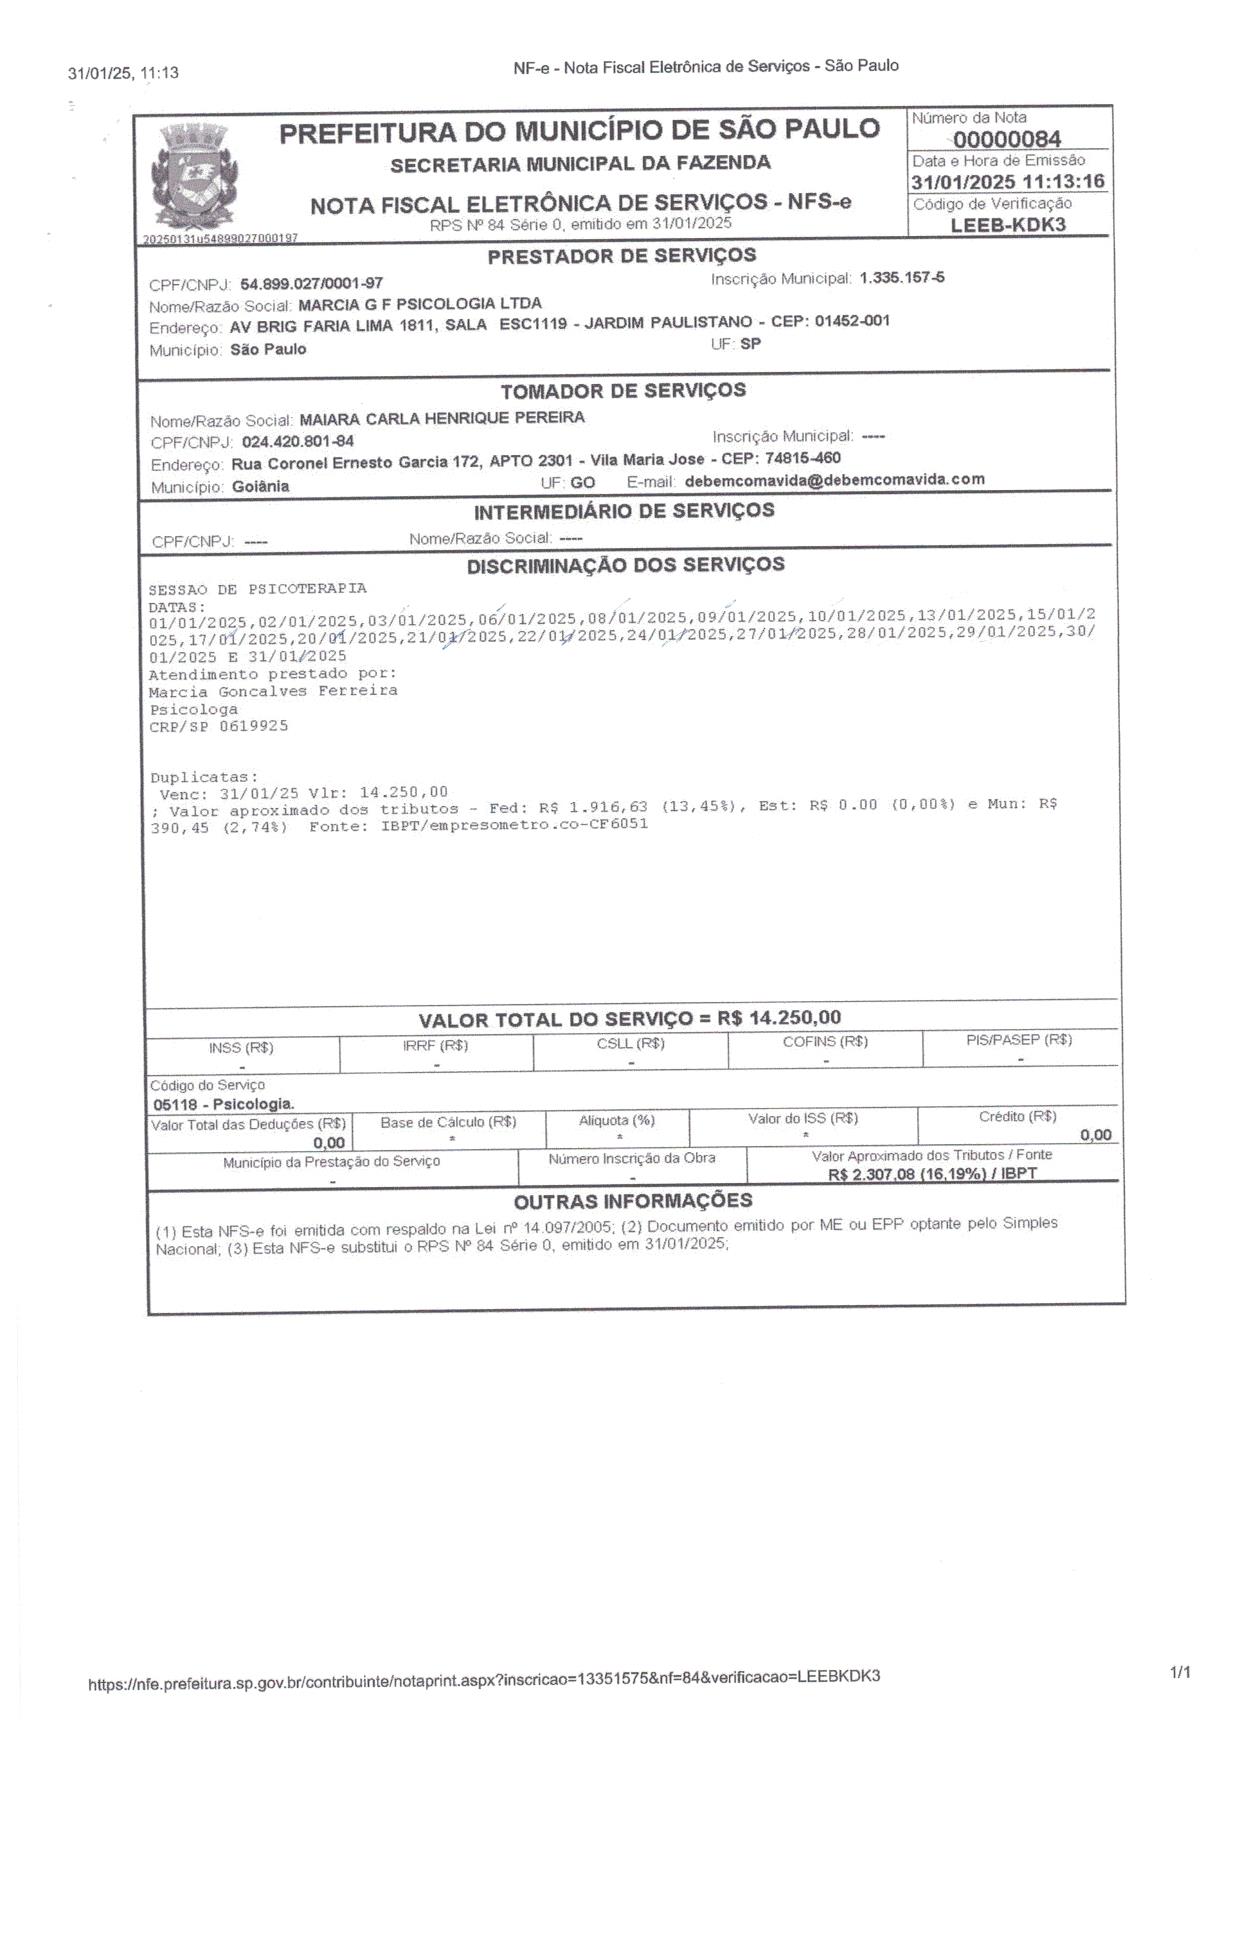 31/01/25, 11:13
NF-e - Nota Fiscal Eletrônica de Serviços - São Paulo
PREFEITURA DO MUNICÍPIO DE SÃO PAULO
SECRETARIA MUNICIPAL DA FAZENDA
NOTA FISCAL ELETRÔNICA DE SERVIÇOS - NFS-e
RPS Nº 84 Série 0, emitido em 31/01/2025
20250131u54899027000197
Número da Nota
00000084
Data e Hora de Emissão
31/01/2025 11:13:16
Código de Verificação
LEEB-KDK3
PRESTADOR DE SERVIÇOS
CPF/CNPJ: 54.899.027/0001-97 Inscrição Municipal: 1.335.157-5
Nome/Razão Social: MARCIA G F PSICOLOGIA LTDA
Endereço: AV BRIG FARIA LIMA 1811, SALA ESC1119 - JARDIM PAULISTANO - CEP: 01452-001
Município: São Paulo UF: SP
TOMADOR DE SERVIÇOS
Nome/Razão Social: MAIARA CARLA HENRIQUE PEREIRA
CPF/CNPJ: 024.420.801-84 Inscrição Municipal: ----
Endereço: Rua Coronel Ernesto Garcia 172, APTO 2301 - Vila Maria Jose - CEP: 74815-460
Município: Goiânia UF: GO E-mail: debemcomavida@debemcomavida.com
INTERMEDIÁRIO DE SERVIÇOS
CPF/CNPJ: ---- Nome/Razão Social: ----
DISCRIMINAÇÃO DOS SERVIÇOS
SESSAO DE PSICOTERAPIA
DATAS:
01/01/2025,02/01/2025,03/01/2025,06/01/2025,08/01/2025,09/01/2025,10/01/2025,13/01/2025,15/01/2
025,17/01/2025,20/01/2025,21/01/2025,22/01/2025,24/01/2025,27/01/2025,28/01/2025,29/01/2025,30/
01/2025 E 31/01/2025
Atendimento prestado por:
Marcia Goncalves Ferreira
Psicologa
CRP/SP 0619925
Duplicatas:
Venc: 31/01/25 Vlr: 14.250,00
; Valor aproximado dos tributos - Fed: R$ 1.916,63 (13,45%), Est: R$ 0.00 (0,00%) e Mun: R$
390,45 (2,74%) Fonte: IBPT/empresometro.co-CF6051
VALOR TOTAL DO SERVIÇO = R$ 14.250,00
INSS (R$) IRRF (R$) CSLL (R$) COFINS (R$) PIS/PASEP (R$)
- - - - -
Código do Serviço
05118 - Psicologia.
Valor Total das Deduções (R$) Base de Cálculo (R$) Alíquota (%) Valor do ISS (R$) Crédito (R$)
0,00 * * * 0,00
Município da Prestação do Serviço Número Inscrição da Obra Valor Aproximado dos Tributos / Fonte
- - R$ 2.307,08 (16,19%) / IBPT
OUTRAS INFORMAÇÕES
(1) Esta NFS-e foi emitida com respaldo na Lei nº 14.097/2005; (2) Documento emitido por ME ou EPP optante pelo Simples
Nacional; (3) Esta NFS-e substitui o RPS Nº 84 Série 0, emitido em 31/01/2025;
https://nfe.prefeitura.sp.gov.br/contribuinte/notaprint.aspx?inscricao=13351575&nf=84&verificacao=LEEBKDK3
1/1